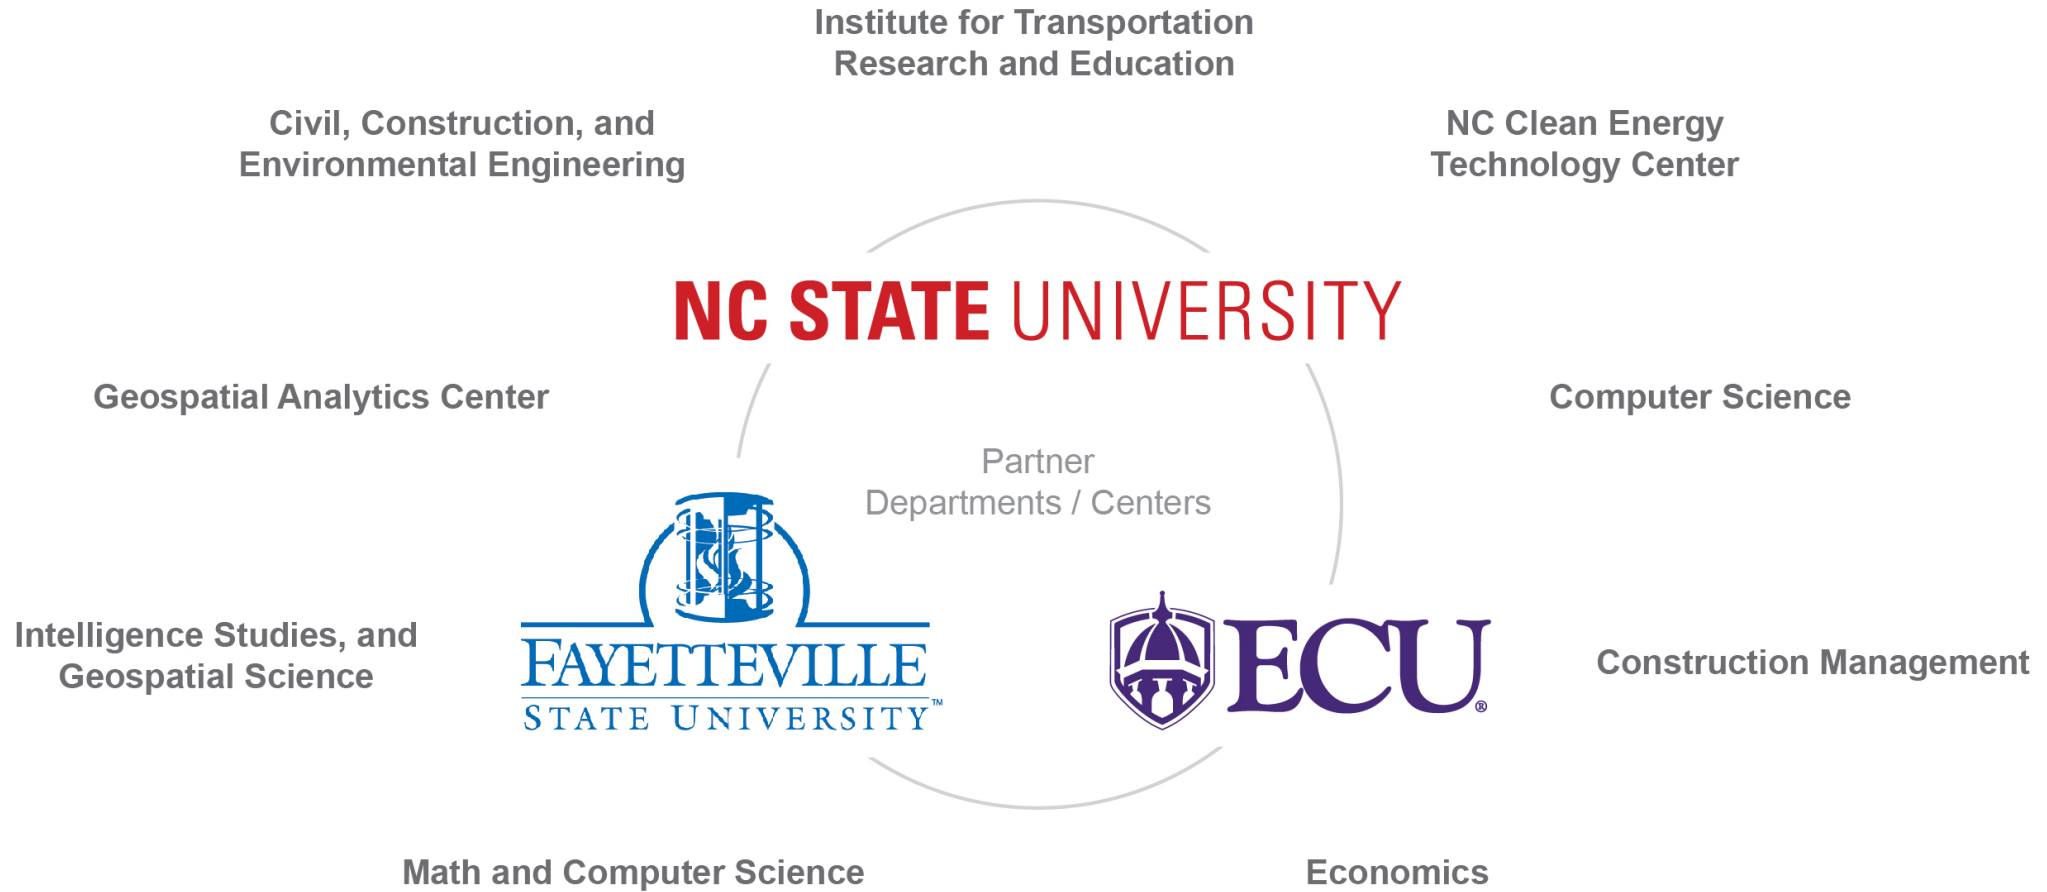 Institute for Transportation
Research and Education
Civil, Construction, and
Environmental Engineering
NC Clean Energy
Technology Center
NC STATE UNIVERSITY
Geospatial Analytics Center
Computer Science
Partner
Departments / Centers
Intelligence Studies, and
Geospatial Science
FAYETTEVILLE
STATE UNIVERSITY™
ECU®
Construction Management
Math and Computer Science
Economics